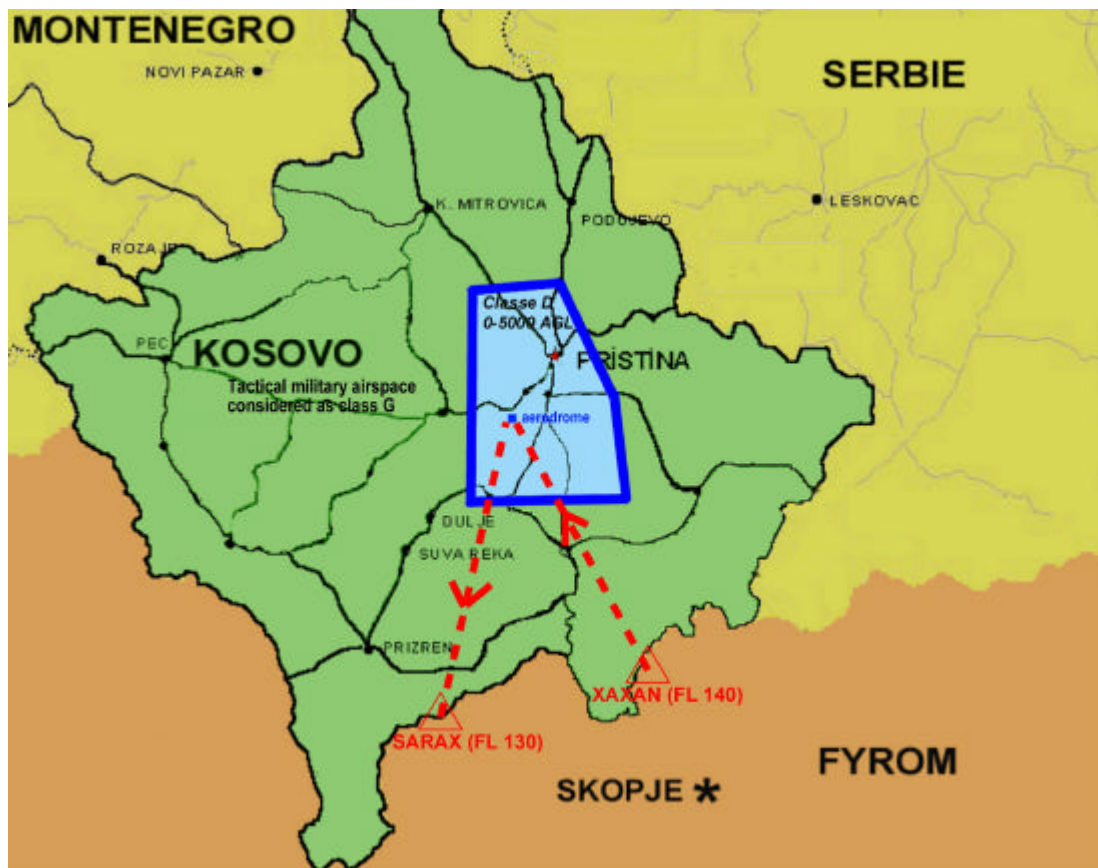 MONTENEGRO
NOVI PAZAR
SERBIE
K. MITROVICA
PODUJEVO
LESKOVAC
ROZAJE
Classe D
0-5000 AGL
PEC
KOSOVO
PRISTINA
Tactical military airspace
considered as class G
aerodrome
DULJE
SUVA REKA
PRIZREN
XAXAN (FL 140)
SARAX (FL 130)
FYROM
SKOPJE *